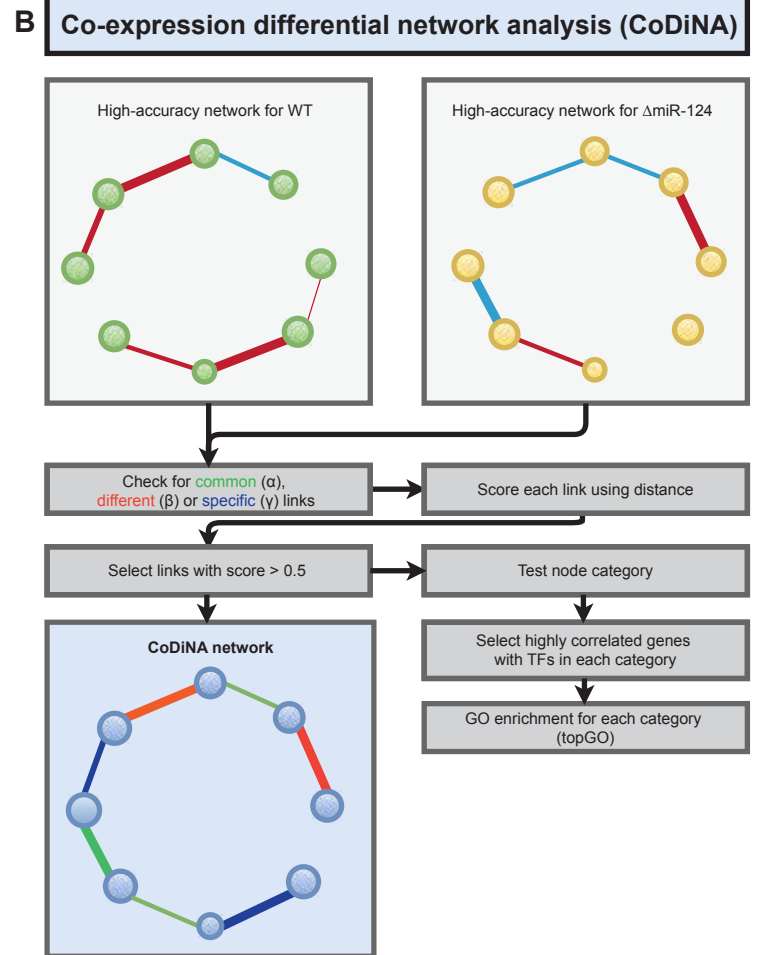 B
Co-expression differential network analysis (CoDiNA)
High-accuracy network for WT
High-accuracy network for ΔmiR-124
Check for common (α),
different (β) or specific (γ) links
Score each link using distance
Select links with score > 0.5
Test node category
CoDiNA network
Select highly correlated genes
with TFs in each category
GO enrichment for each category
(topGO)